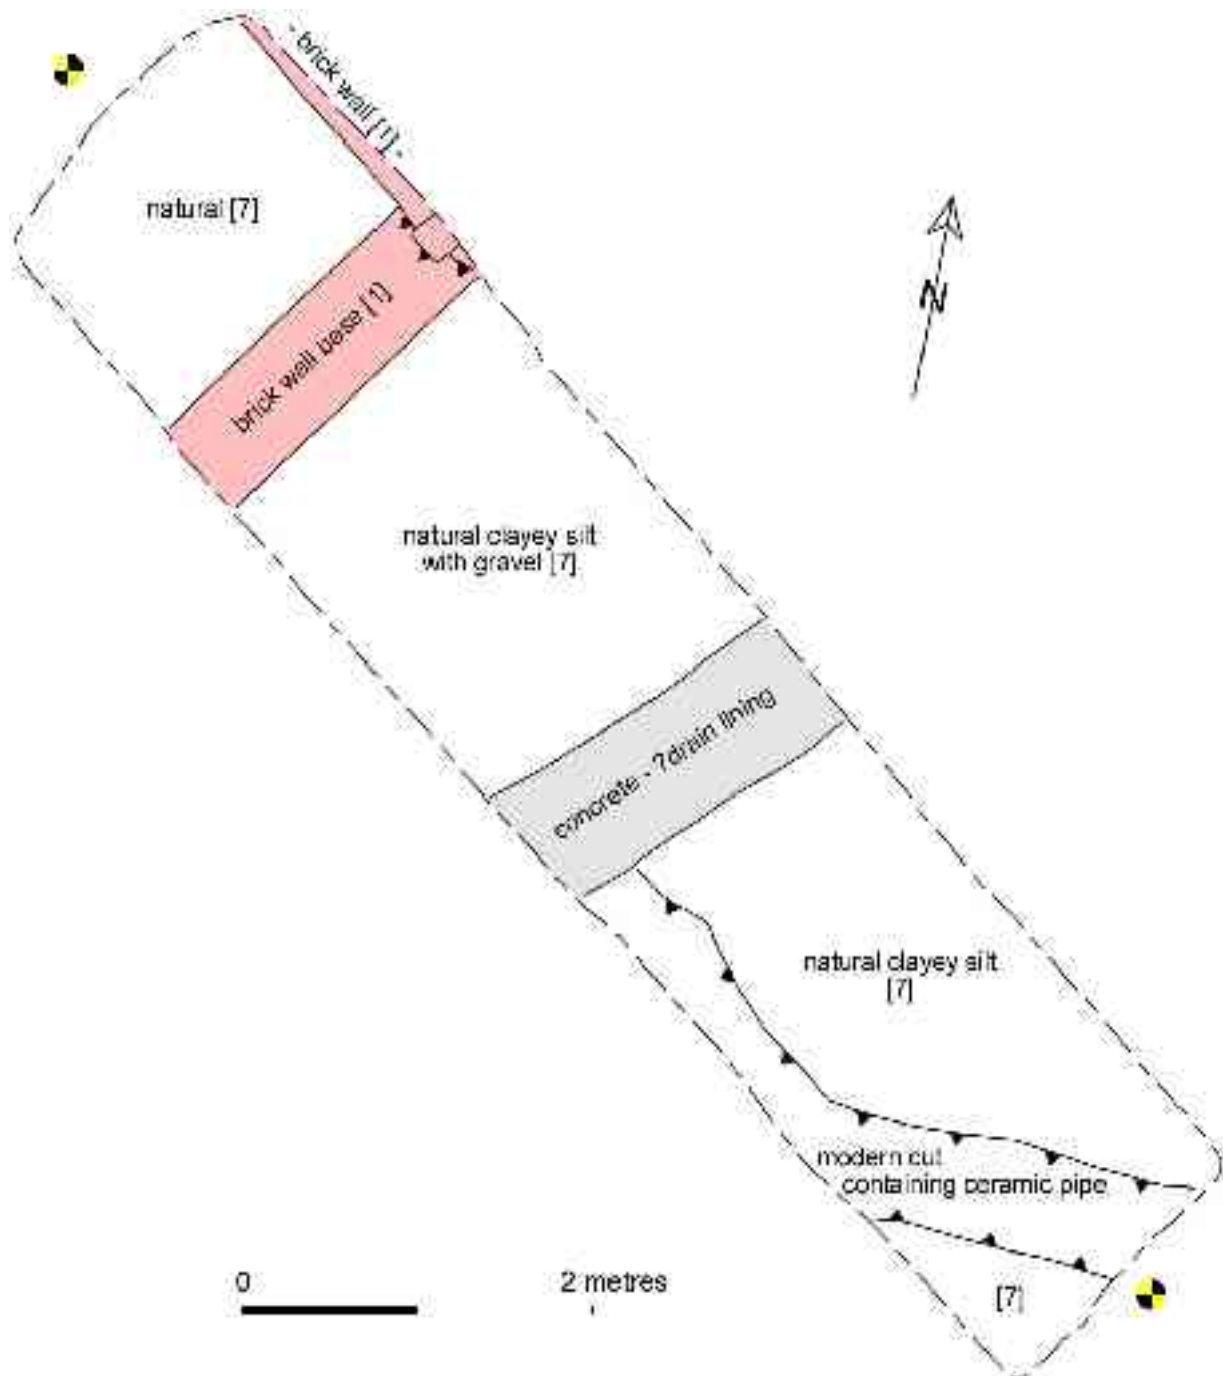 - brick wall [1] -
natural [7]
N
brick wall base [1]
natural clayey silt
with gravel [7]
concrete - ?drain lining
natural clayey silt
[7]
modern cut
containing ceramic pipe
0 2 metres
[7]